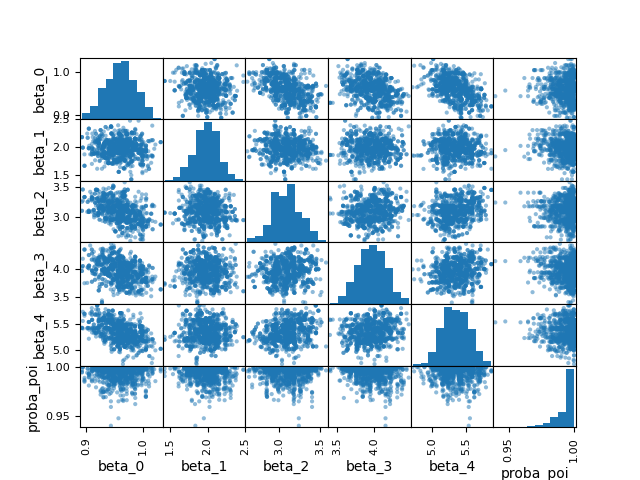 beta_0
1.0
0.9
beta_1
2.5
2.0
1.5
beta_2
3.5
3.0
beta_3
4.0
3.5
beta_4
5.5
5.0
proba_poi
1.00
0.95
0.9 1.0 1.5 2.0 2.5 3.0 3.5 3.5 4.0 5.0 5.5 0.95 1.00
beta_0 beta_1 beta_2 beta_3 beta_4 proba_poi